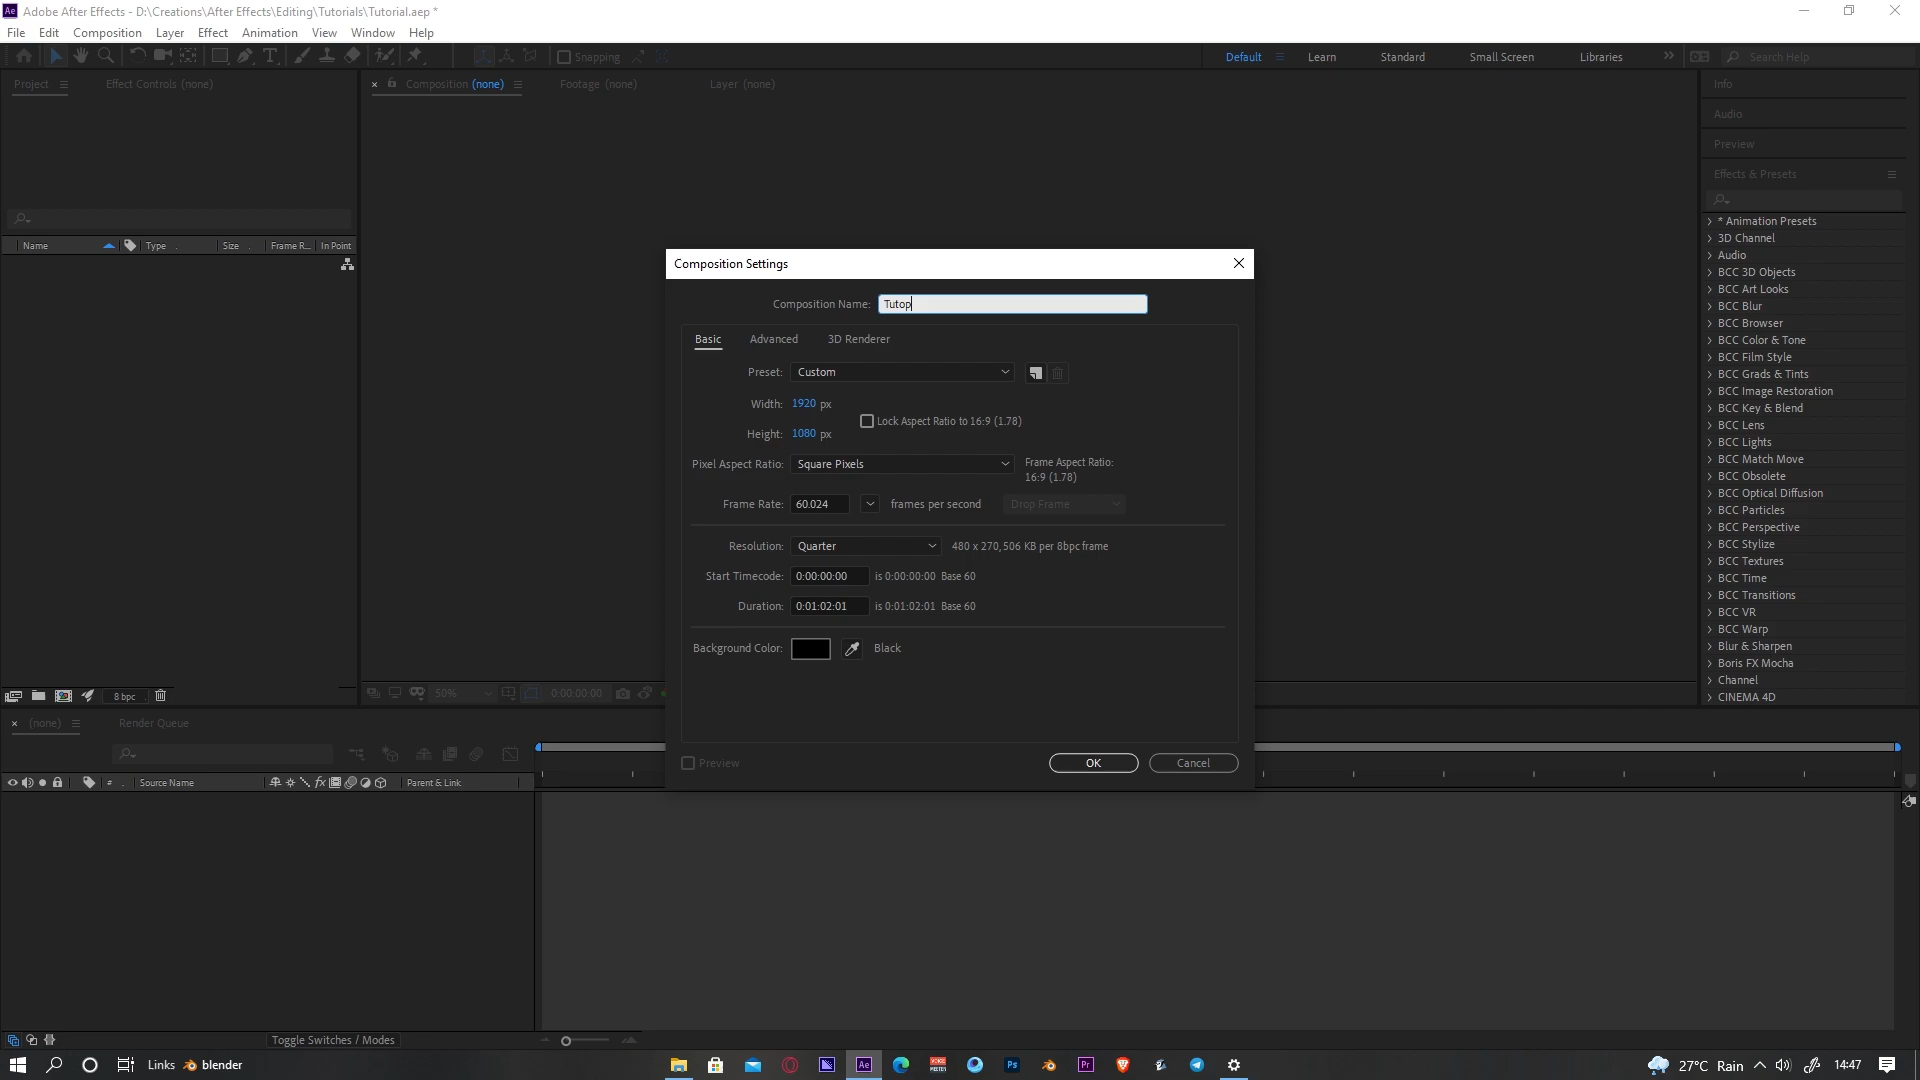 Adobe After Effects - D:\Creations\After Effects\Editing\Tutorials\Tutorial.aep *
File Edit Composition Layer Effect Animation View Window Help
Snapping Default Learn Standard Small Screen Libraries Search Help
Project Effect Controls (none) Composition (none) Footage (none) Layer (none)
Info
Audio
Preview
Effects & Presets
Name Type Size Frame R... In Point
* Animation Presets
3D Channel
Audio
BCC 3D Objects
BCC Art Looks
BCC Blur
BCC Browser
BCC Color & Tone
BCC Film Style
BCC Grads & Tints
BCC Image Restoration
BCC Key & Blend
BCC Lens
BCC Lights
BCC Match Move
BCC Obsolete
BCC Optical Diffusion
BCC Particles
BCC Perspective
BCC Stylize
BCC Textures
BCC Time
BCC Transitions
BCC VR
BCC Warp
Blur & Sharpen
Boris FX Mocha
Channel
CINEMA 4D
Composition Settings
Composition Name: Tutop
Basic Advanced 3D Renderer
Preset: Custom
Width: 1920 px
Lock Aspect Ratio to 16:9 (1.78)
Height: 1080 px
Pixel Aspect Ratio: Square Pixels Frame Aspect Ratio:
16:9 (1.78)
Frame Rate: 60.024 frames per second Drop Frame
Resolution: Quarter 480 x 270, 506 KB per 8bpc frame
Start Timecode: 0:00:00:00 is 0:00:00:00 Base 60
Duration: 0:01:02:01 is 0:01:02:01 Base 60
Background Color: Black
Preview OK Cancel
8 bpc 50% 0:00:00:00
(none) Render Queue
# Source Name fx Parent & Link
Toggle Switches / Modes
Links blender Ae Ps Pr 27°C Rain 14:47